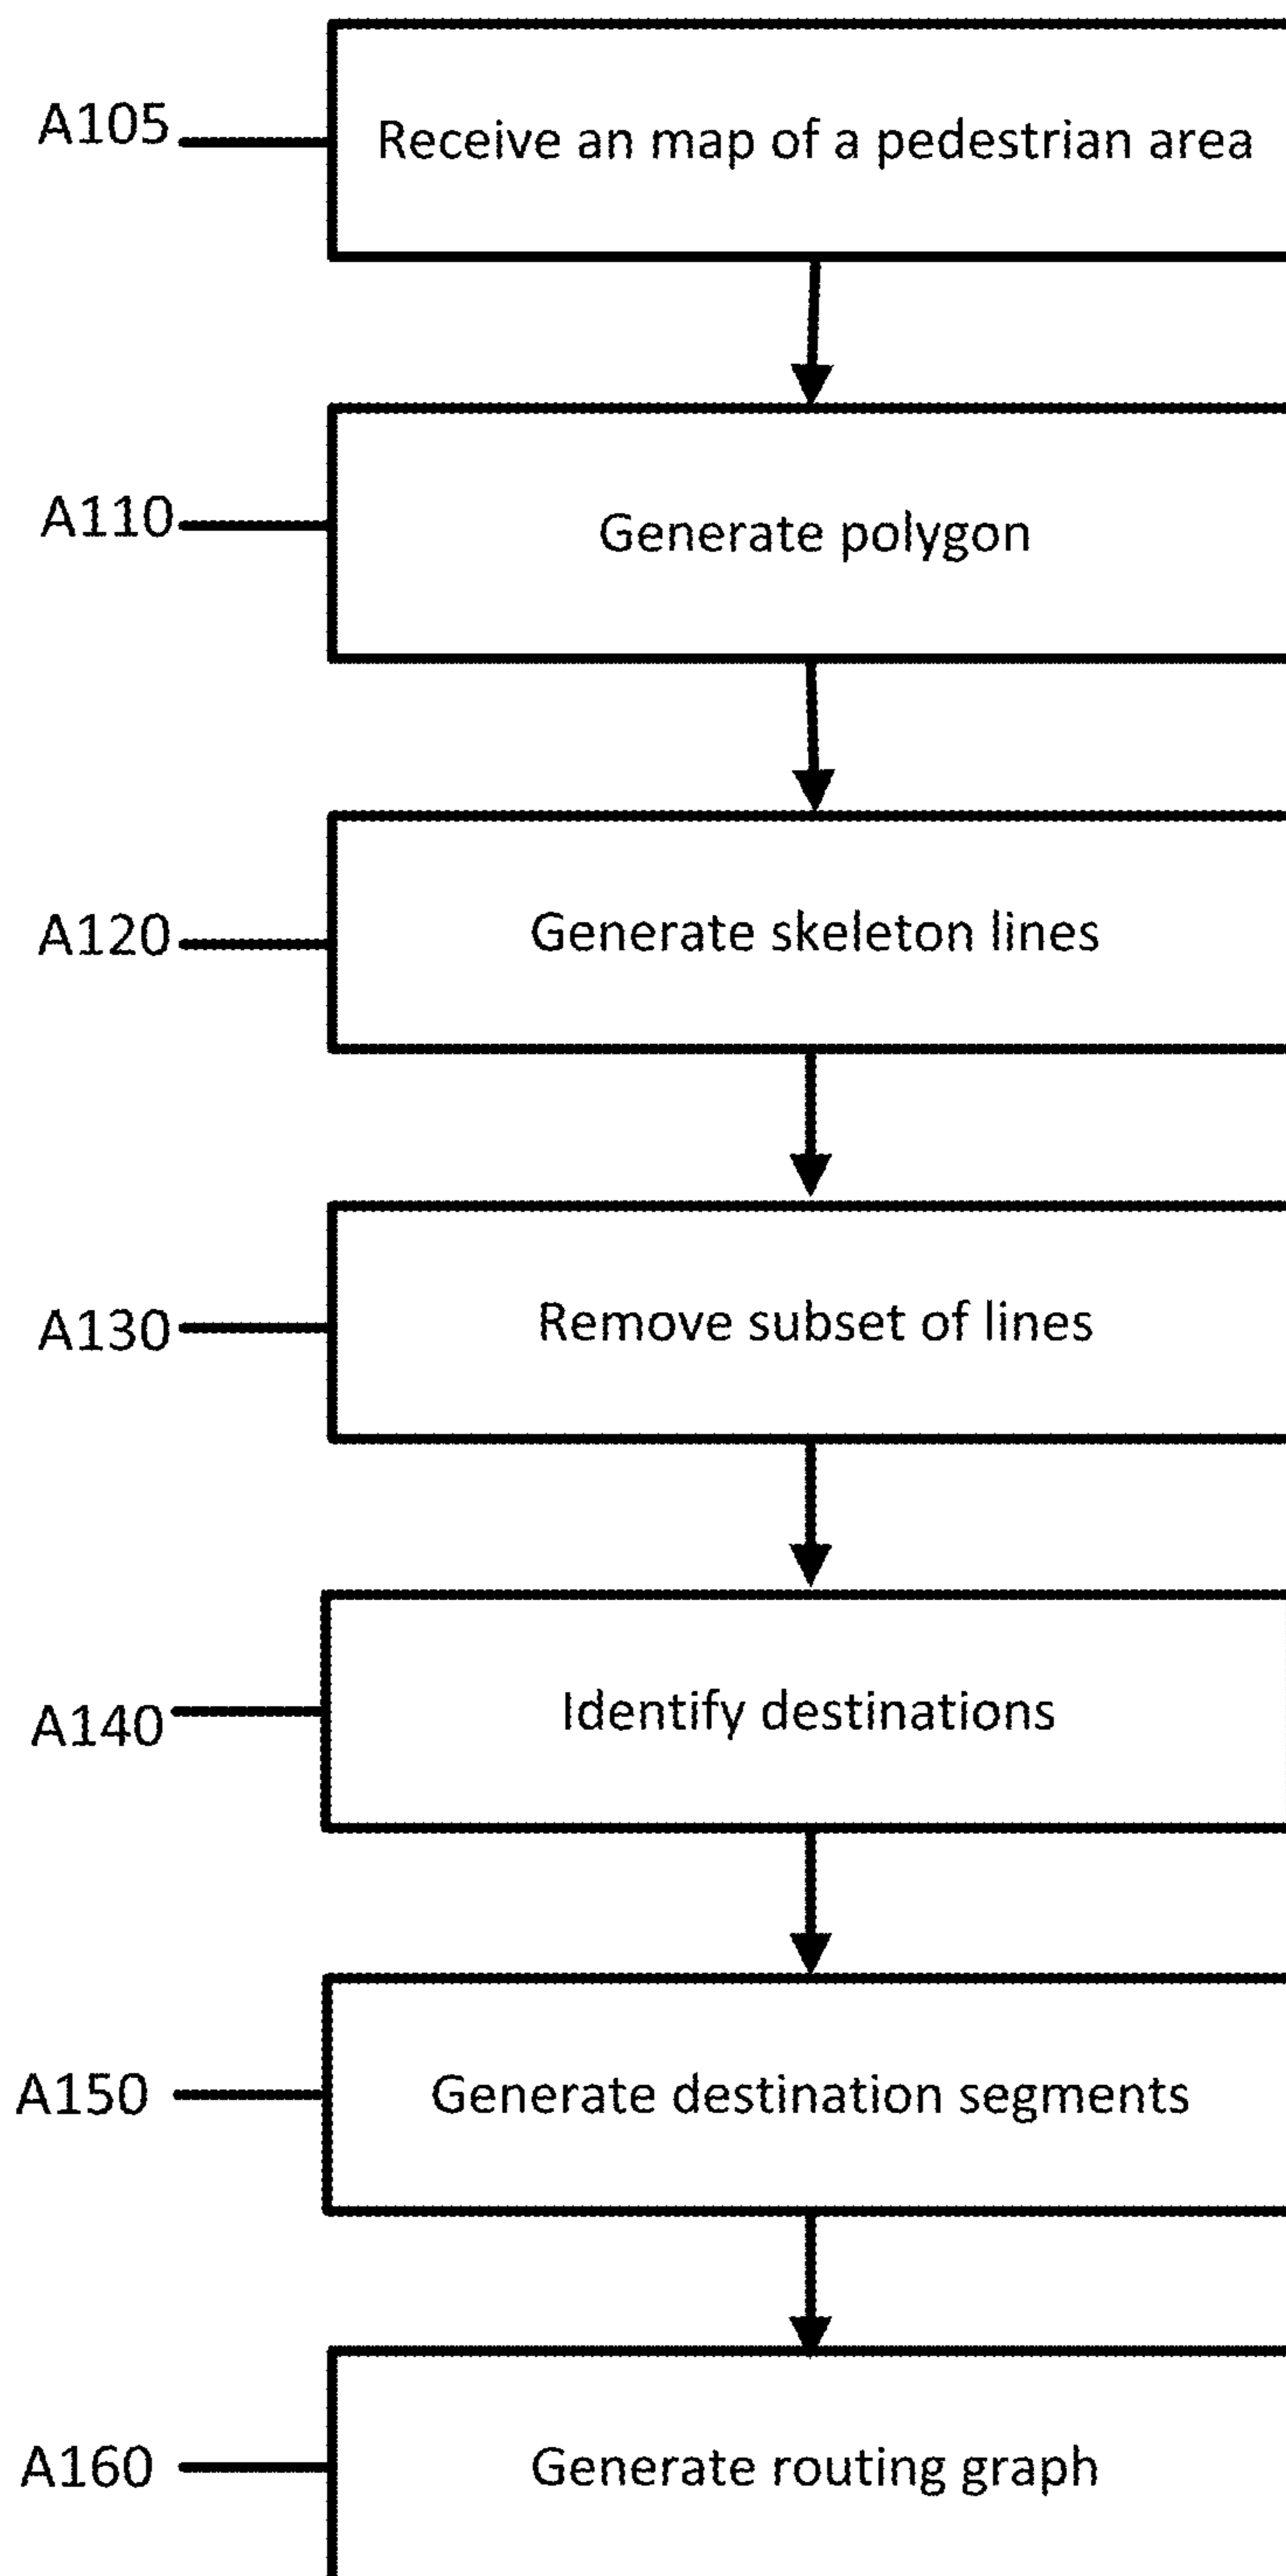 A105
Receive an map of a pedestrian area
A110
Generate polygon
A120
Generate skeleton lines
A130
Remove subset of lines
A140
Identify destinations
A150
Generate destination segments
A160
Generate routing graph